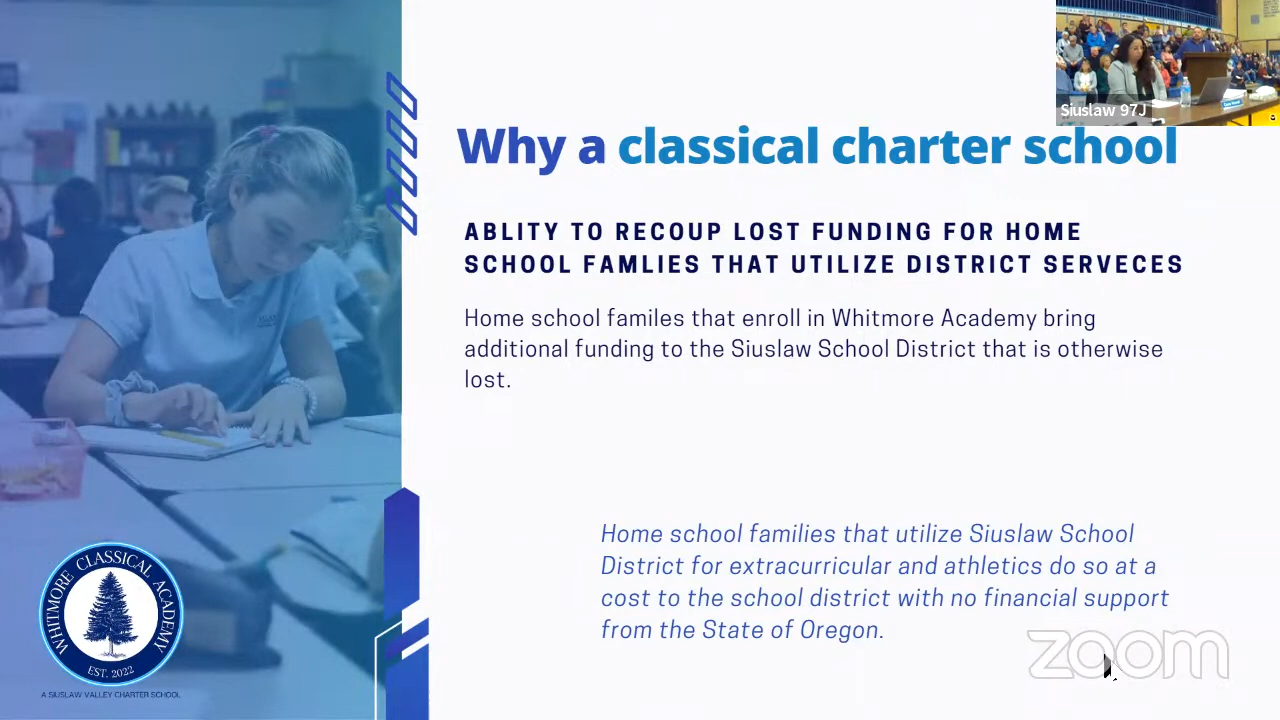 Siuslaw 97J
Why a classical charter school
ABLITY TO RECOUP LOST FUNDING FOR HOME
SCHOOL FAMLIES THAT UTILIZE DISTRICT SERVECES
Home school familes that enroll in Whitmore Academy bring
additional funding to the Siuslaw School District that is otherwise
lost.
Home school families that utilize Siuslaw School
District for extracurricular and athletics do so at a
cost to the school district with no financial support
from the State of Oregon.
WHITMORE CLASSICAL ACADEMY
EST. 2022
A SIUSLAW VALLEY CHARTER SCHOOL
zoom